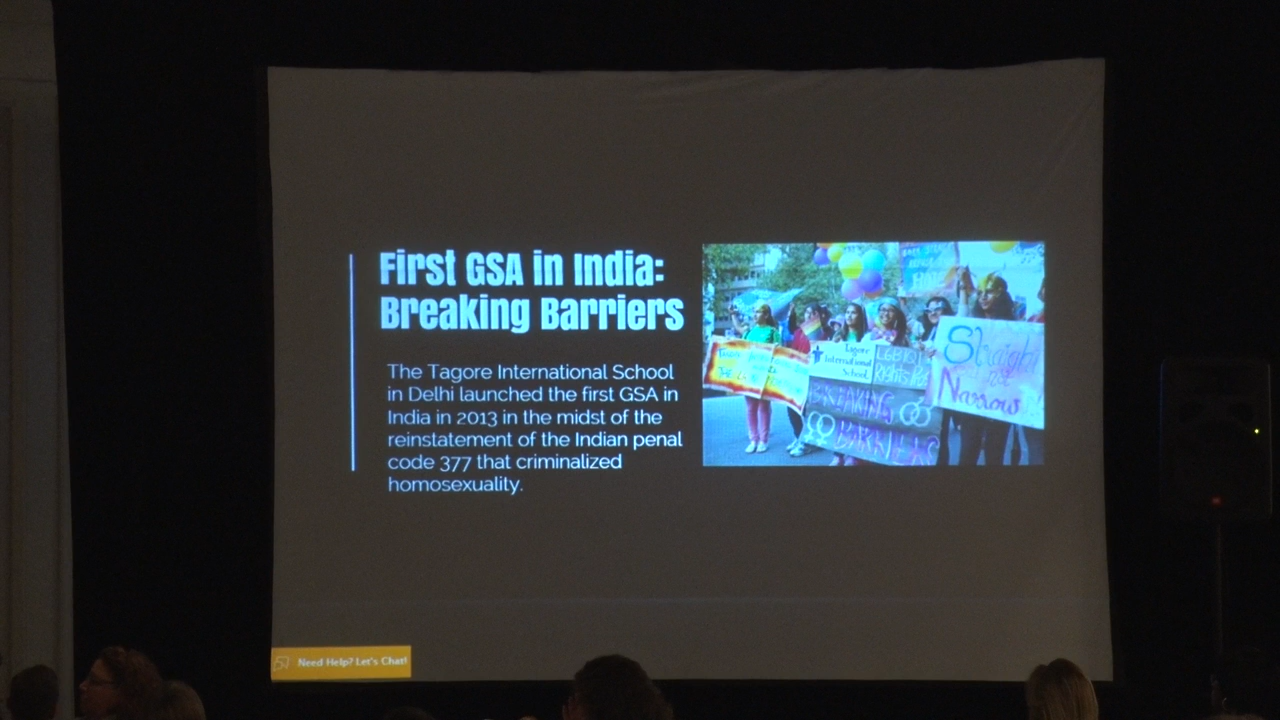 First GSA in India:
Breaking Barriers
The Tagore International School
in Delhi launched the first GSA in
India in 2013 in the midst of the
reinstatement of the Indian penal
code 377 that criminalized
homosexuality.
Tagore
International
School
LGBTQI
RIGHTS
BREAKING
BARRIERS
Straight
Narrow
Need Help? Let's Chat!